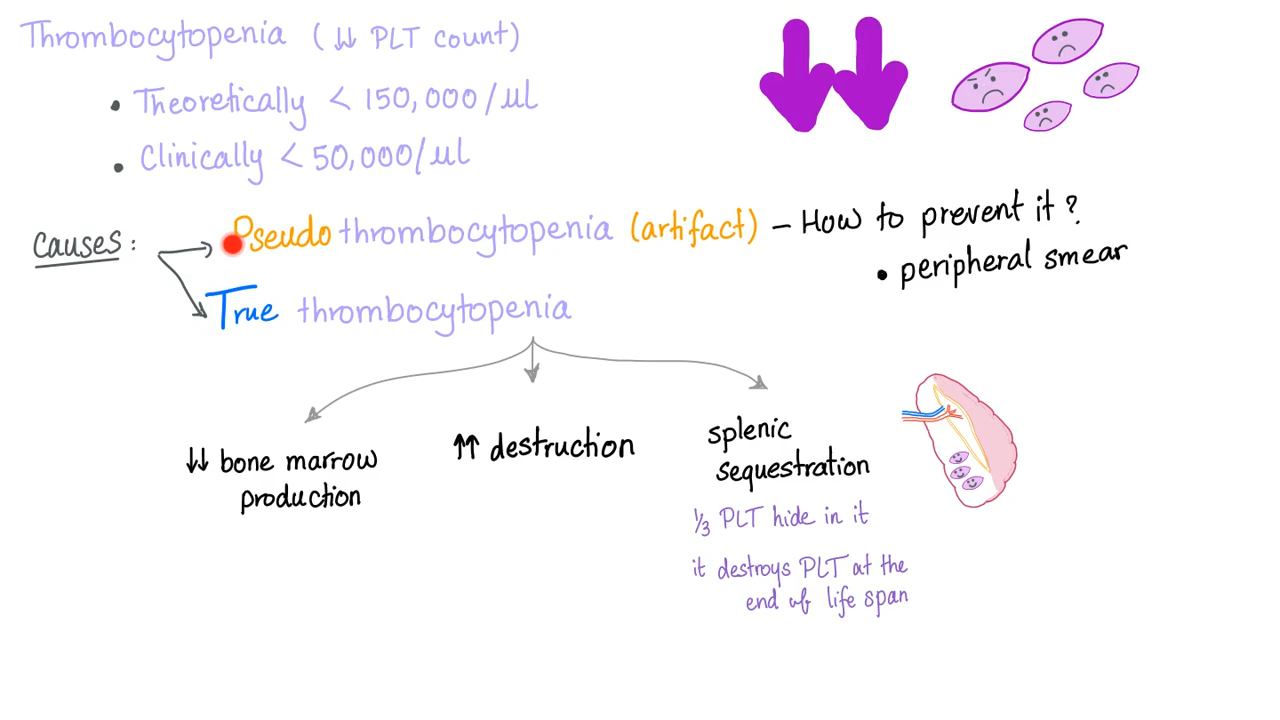 Thrombocytopenia (↓↓ PLT count)
• Theoretically < 150,000/μl
• Clinically < 50,000/μl
Causes:
Pseudo thrombocytopenia (artifact) – How to prevent it?
• peripheral smear
True thrombocytopenia
↓↓ bone marrow
production
↑↑ destruction
splenic
sequestration
1/3 PLT hide in it
it destroys PLT at the
end of life span